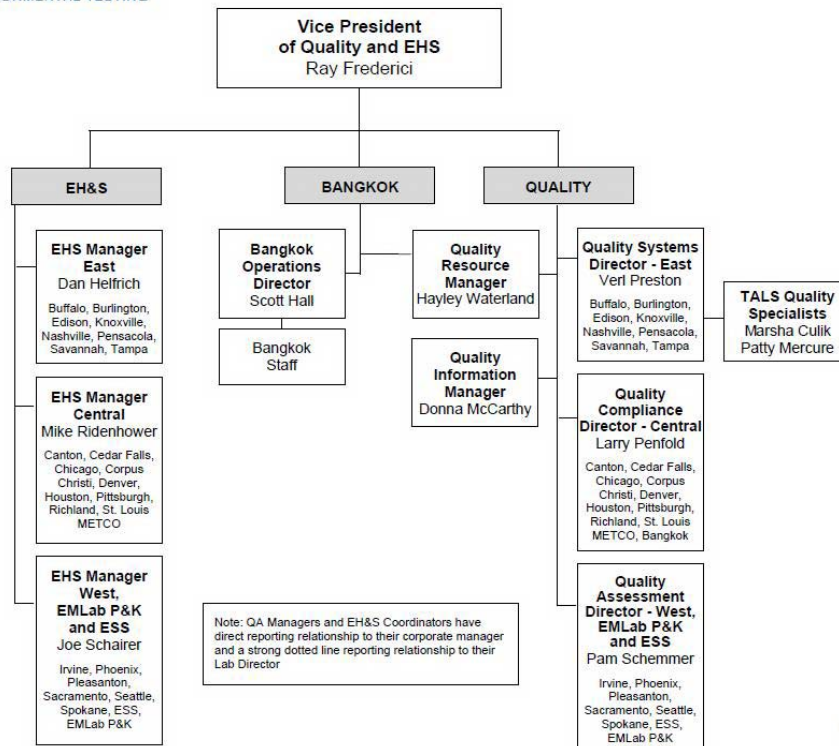 Vice President
of Quality and EHS
Ray Frederici
EH&S
BANGKOK
QUALITY
EHS Manager
East
Dan Helfrich
Buffalo, Burlington,
Edison, Knoxville,
Nashville, Pensacola,
Savannah, Tampa
EHS Manager
Central
Mike Ridenhower
Canton, Cedar Falls,
Chicago, Corpus
Christi, Denver,
Houston, Pittsburgh,
Richland, St. Louis
METCO
EHS Manager
West,
EMLab P&K
and ESS
Joe Schairer
Irvine, Phoenix,
Pleasanton,
Sacramento, Seattle,
Spokane, ESS,
EMLab P&K
Bangkok
Operations
Director
Scott Hall
Bangkok
Staff
Quality
Resource
Manager
Hayley Waterland
Quality
Information
Manager
Donna McCarthy
Quality Systems
Director - East
Verl Preston
Buffalo, Burlington,
Edison, Knoxville,
Nashville, Pensacola,
Savannah, Tampa
TALS Quality
Specialists
Marsha Culik
Patty Mercure
Quality
Compliance
Director - Central
Larry Penfold
Canton, Cedar Falls,
Chicago, Corpus
Christi, Denver,
Houston, Pittsburgh,
Richland, St. Louis
METCO, Bangkok
Quality
Assessment
Director - West,
EMLab P&K
and ESS
Pam Schemmer
Irvine, Phoenix,
Pleasanton,
Sacramento, Seattle,
Spokane, ESS,
EMLab P&K
Note: QA Managers and EH&S Coordinators have
direct reporting relationship to their corporate manager
and a strong dotted line reporting relationship to their
Lab Director